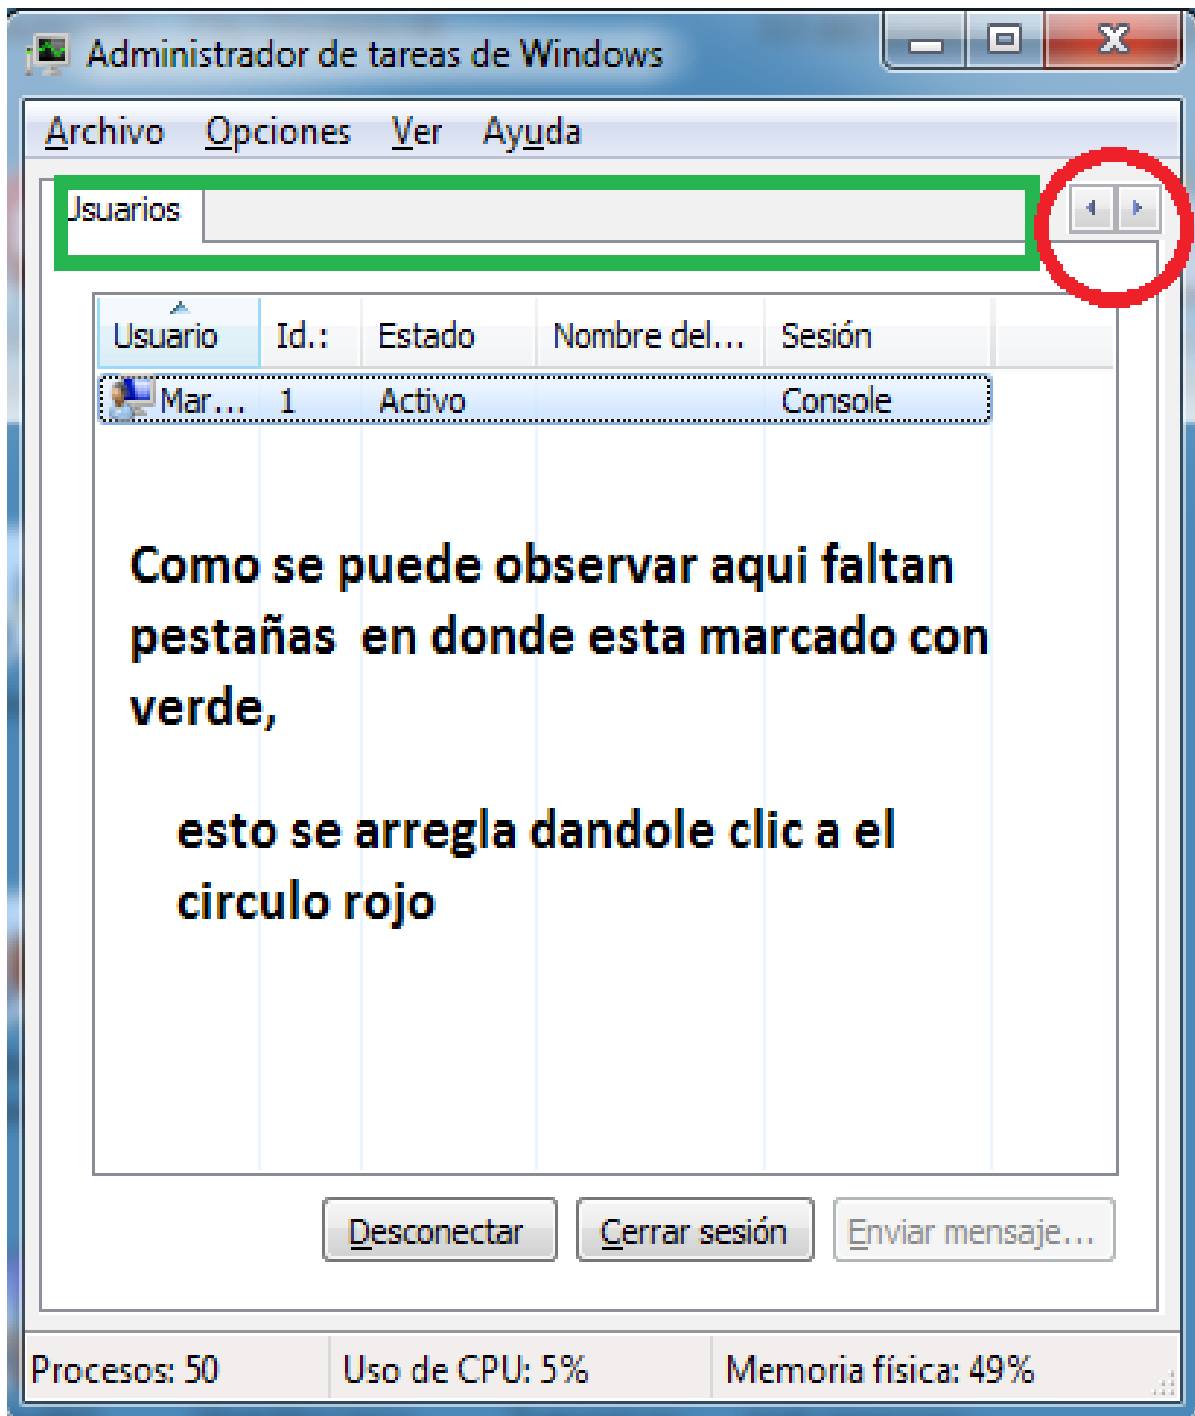 Administrador de tareas de Windows
Archivo Opciones Ver Ayuda
Usuarios
Usuario Id.: Estado Nombre del... Sesión
Mar... 1 Activo Console
Como se puede observar aqui faltan
pestañas en donde esta marcado con
verde,
esto se arregla dandole clic a el
circulo rojo
Desconectar Cerrar sesión Enviar mensaje...
Procesos: 50 Uso de CPU: 5% Memoria física: 49%